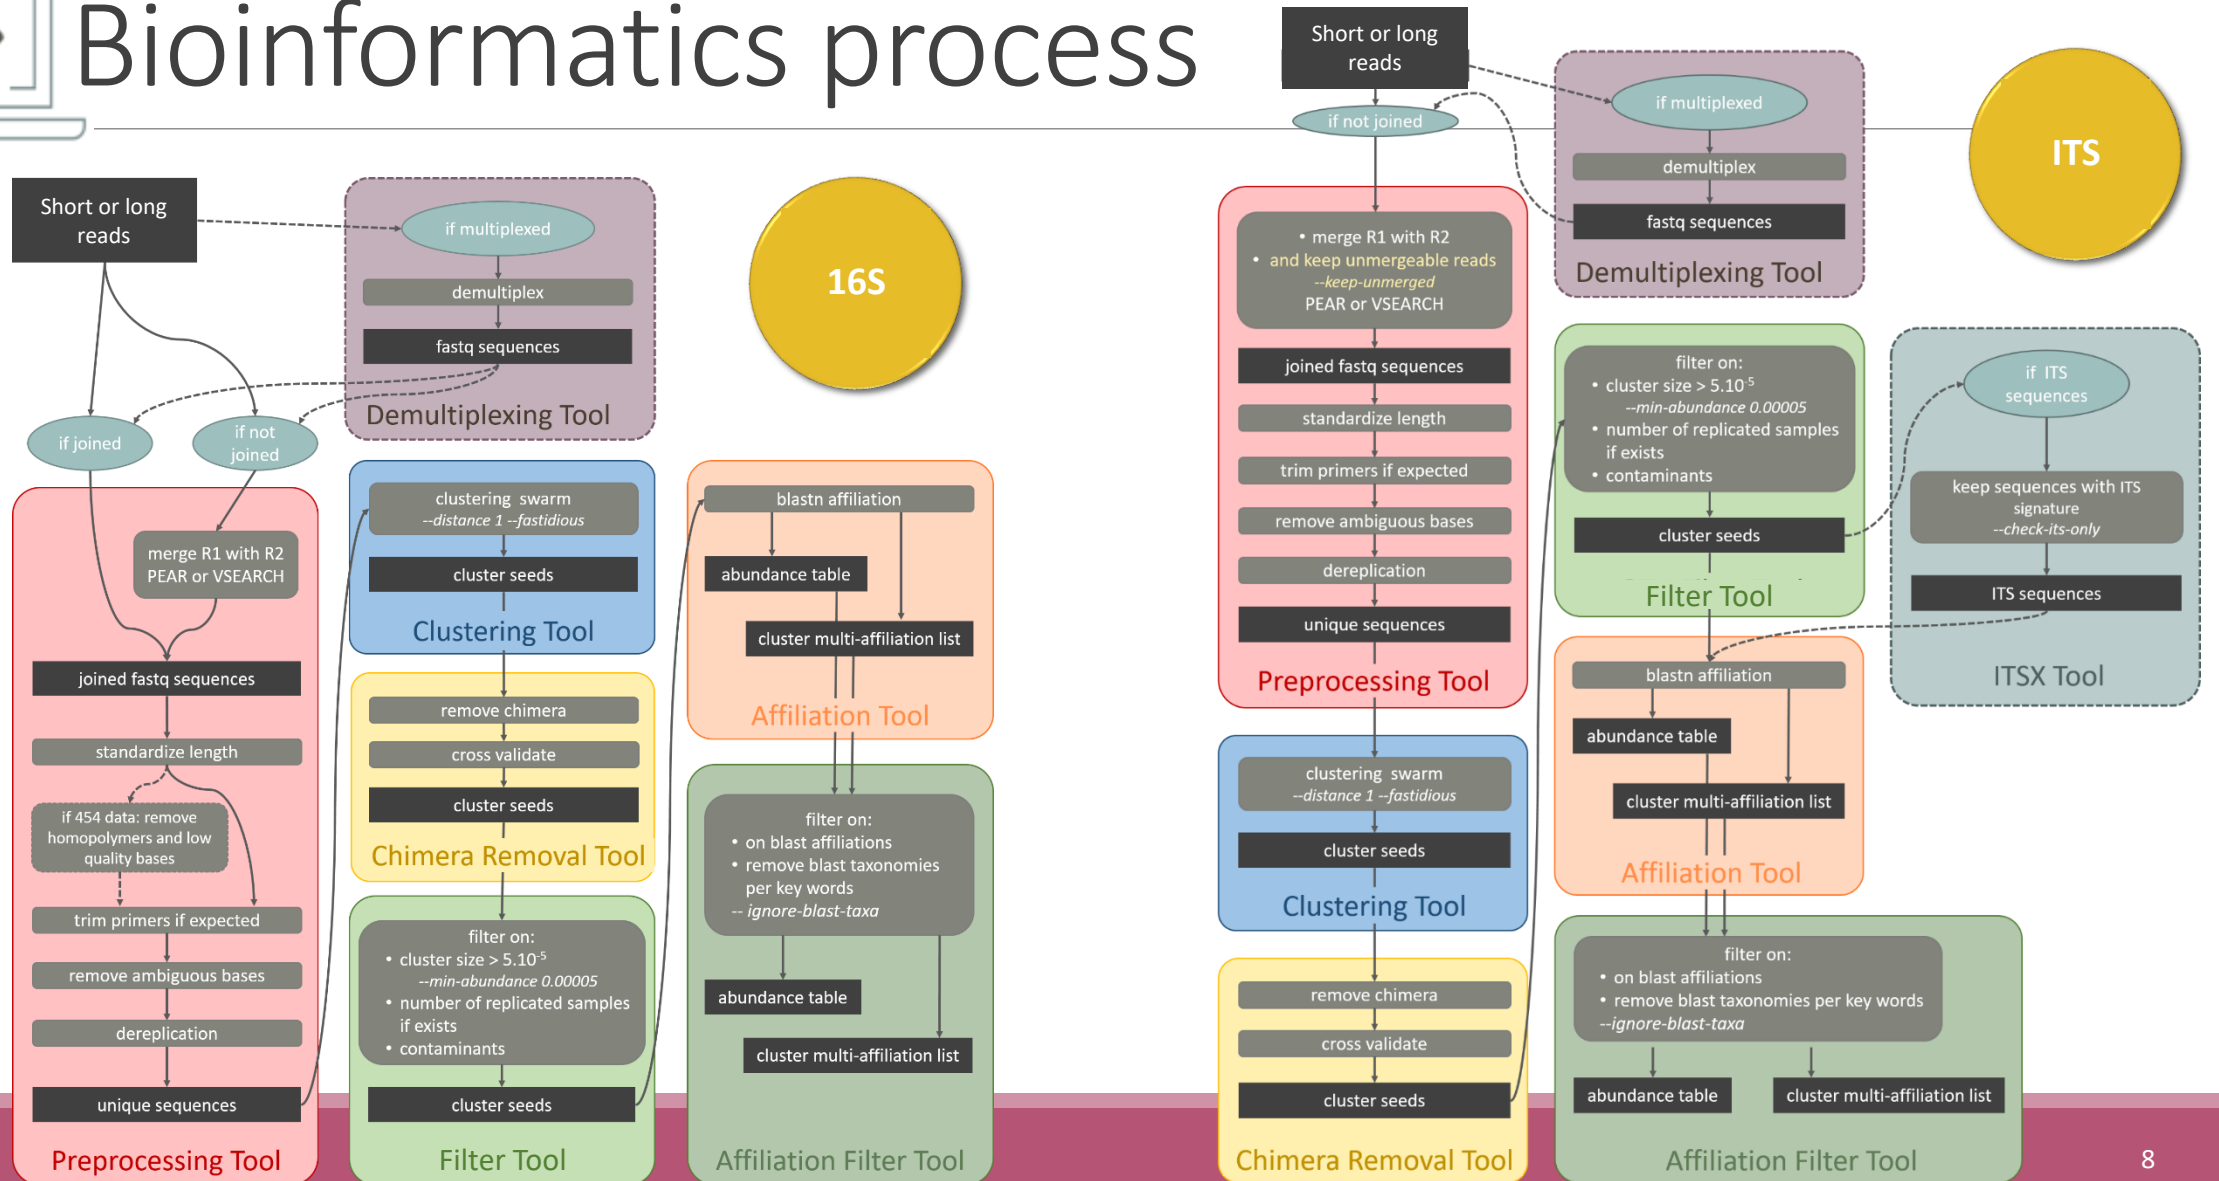 Bioinformatics process
Short or long
reads
if multiplexed
demultiplex
fastq sequences
Demultiplexing Tool
16S
if joined
if not
joined
merge R1 with R2
PEAR or VSEARCH
joined fastq sequences
standardize length
if 454 data: remove
homopolymers and low
quality bases
trim primers if expected
remove ambiguous bases
dereplication
unique sequences
Preprocessing Tool
clustering swarm
--distance 1 --fastidious
cluster seeds
Clustering Tool
remove chimera
cross validate
cluster seeds
Chimera Removal Tool
filter on:
• cluster size > 5.10-5
--min-abundance 0.00005
• number of replicated samples
if exists
• contaminants
cluster seeds
Filter Tool
blastn affiliation
abundance table
cluster multi-affiliation list
Affiliation Tool
filter on:
• on blast affiliations
• remove blast taxonomies
per key words
-- ignore-blast-taxa
abundance table
cluster multi-affiliation list
Affiliation Filter Tool
Short or long
reads
if not joined
if multiplexed
demultiplex
fastq sequences
Demultiplexing Tool
ITS
• merge R1 with R2
• and keep unmergeable reads
--keep-unmerged
PEAR or VSEARCH
joined fastq sequences
standardize length
trim primers if expected
remove ambiguous bases
dereplication
unique sequences
Preprocessing Tool
clustering swarm
--distance 1 --fastidious
cluster seeds
Clustering Tool
remove chimera
cross validate
cluster seeds
Chimera Removal Tool
filter on:
• cluster size > 5.10-5
--min-abundance 0.00005
• number of replicated samples
if exists
• contaminants
cluster seeds
Filter Tool
if ITS
sequences
keep sequences with ITS
signature
--check-its-only
ITS sequences
ITSX Tool
blastn affiliation
abundance table
cluster multi-affiliation list
Affiliation Tool
filter on:
• on blast affiliations
• remove blast taxonomies per key words
--ignore-blast-taxa
abundance table
cluster multi-affiliation list
Affiliation Filter Tool
8